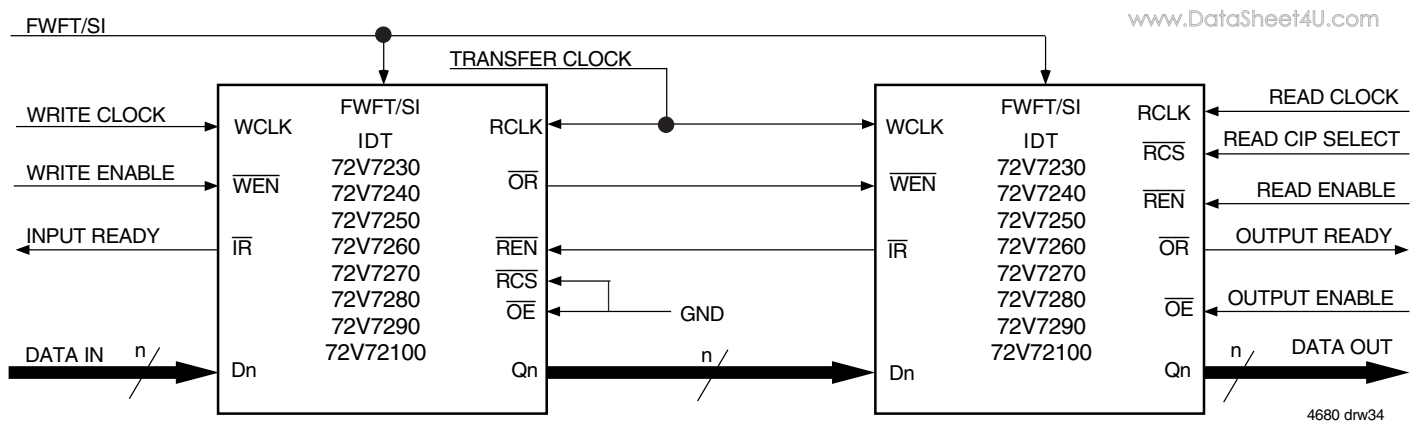 www.DataSheet4U.com
FWFT/SI
TRANSFER CLOCK
WRITE CLOCK
WRITE ENABLE
INPUT READY
DATA IN
n
FWFT/SI
IDT
72V7230
72V7240
72V7250
72V7260
72V7270
72V7280
72V7290
72V72100
WCLK
WEN
IR
Dn
RCLK
OR
REN
RCS
OE
Qn
GND
n
FWFT/SI
IDT
72V7230
72V7240
72V7250
72V7260
72V7270
72V7280
72V7290
72V72100
WCLK
WEN
IR
Dn
RCLK
RCS
REN
OR
OE
Qn
READ CLOCK
READ CIP SELECT
READ ENABLE
OUTPUT READY
OUTPUT ENABLE
n
DATA OUT
4680 drw34